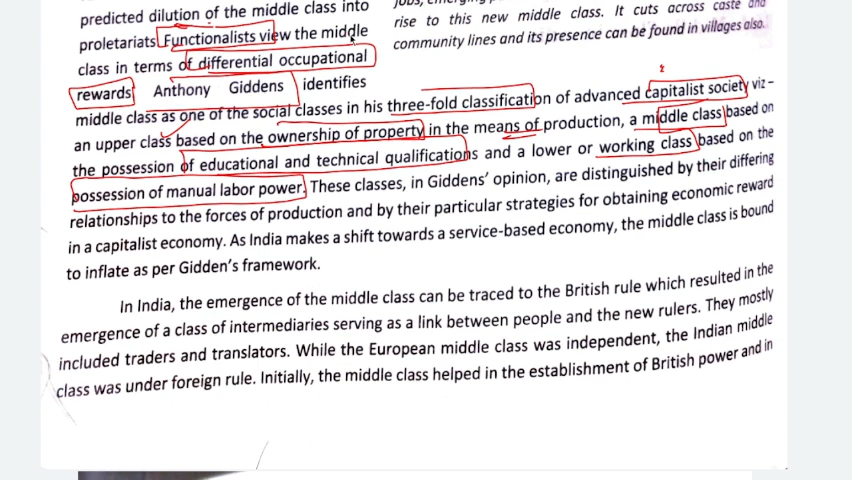 predicted dilution of the middle class into
proletariats. Functionalists view the middle
class in terms of differential occupational
rewards. Anthony Giddens identifies
rise to this new middle class. It cuts across caste and
community lines and its presence can be found in villages also.
middle class as one of the social classes in his three-fold classification of advanced capitalist society viz –
an upper class based on the ownership of property in the means of production, a middle class based on
the possession of educational and technical qualifications and a lower or working class based on the
possession of manual labor power. These classes, in Giddens' opinion, are distinguished by their differing
relationships to the forces of production and by their particular strategies for obtaining economic reward
in a capitalist economy. As India makes a shift towards a service-based economy, the middle class is bound
to inflate as per Gidden's framework.
In India, the emergence of the middle class can be traced to the British rule which resulted in the
emergence of a class of intermediaries serving as a link between people and the new rulers. They mostly
included traders and translators. While the European middle class was independent, the Indian middle
class was under foreign rule. Initially, the middle class helped in the establishment of British power and in